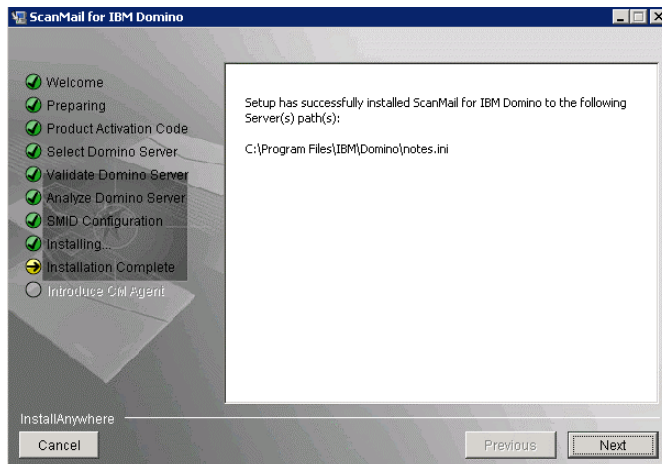 ScanMail for IBM Domino
Welcome
Preparing
Product Activation Code
Select Domino Server
Validate Domino Server
Analyze Domino Server
SMID Configuration
Installing...
Installation Complete
Introduce CM Agent
Setup has successfully installed ScanMail for IBM Domino to the following
Server(s) path(s):
C:\Program Files\IBM\Domino\notes.ini
InstallAnywhere
Cancel
Previous
Next